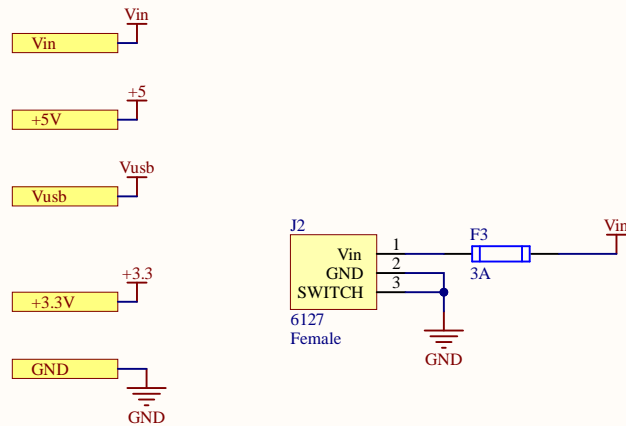 Vin
Vin
+5
+5V
Vusb
Vusb
+3.3
+3.3V
GND
GND
J2
Vin 1
GND 2
SWITCH 3
6127
Female
F3
3A
Vin
GND